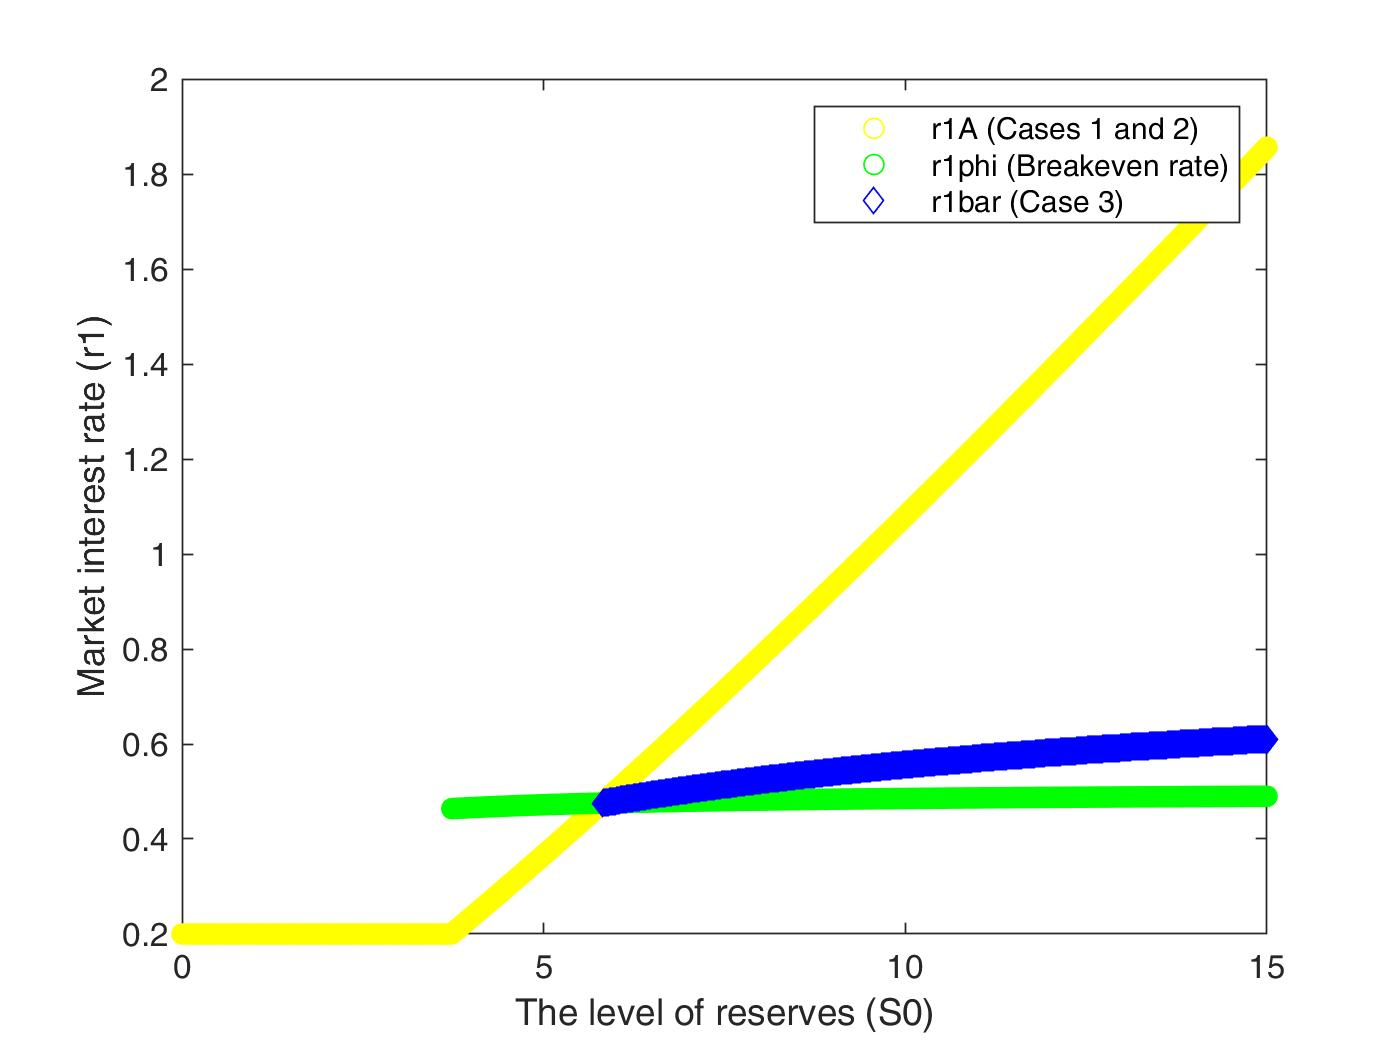 2
1.8
1.6
1.4
1.2
1
0.8
0.6
0.4
0.2
0
5
10
15
Market interest rate (r1)
The level of reserves (S0)
r1A (Cases 1 and 2)
r1phi (Breakeven rate)
r1bar (Case 3)